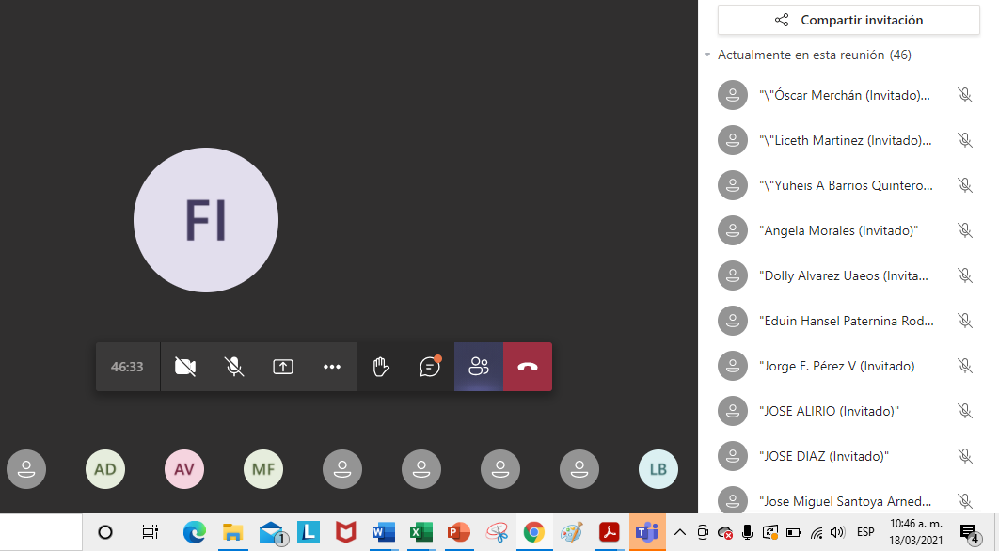 Compartir invitación
Actualmente en esta reunión (46)
"\"Óscar Merchán (Invitado)...
"\"Liceth Martinez (Invitado)...
"\"Yuheis A Barrios Quintero...
"Angela Morales (Invitado)"
"Dolly Alvarez Uaeos (Invita...
"Eduin Hansel Paternina Rod...
"Jorge E. Pérez V (Invitado)
"JOSE ALIRIO (Invitado)"
"JOSE DIAZ (Invitado)"
"Jose Miguel Santoya Arned...
FI
46:33
AD
AV
MF
LB
1
L
W
X
P
T
ESP
10:46 a. m.
18/03/2021
4